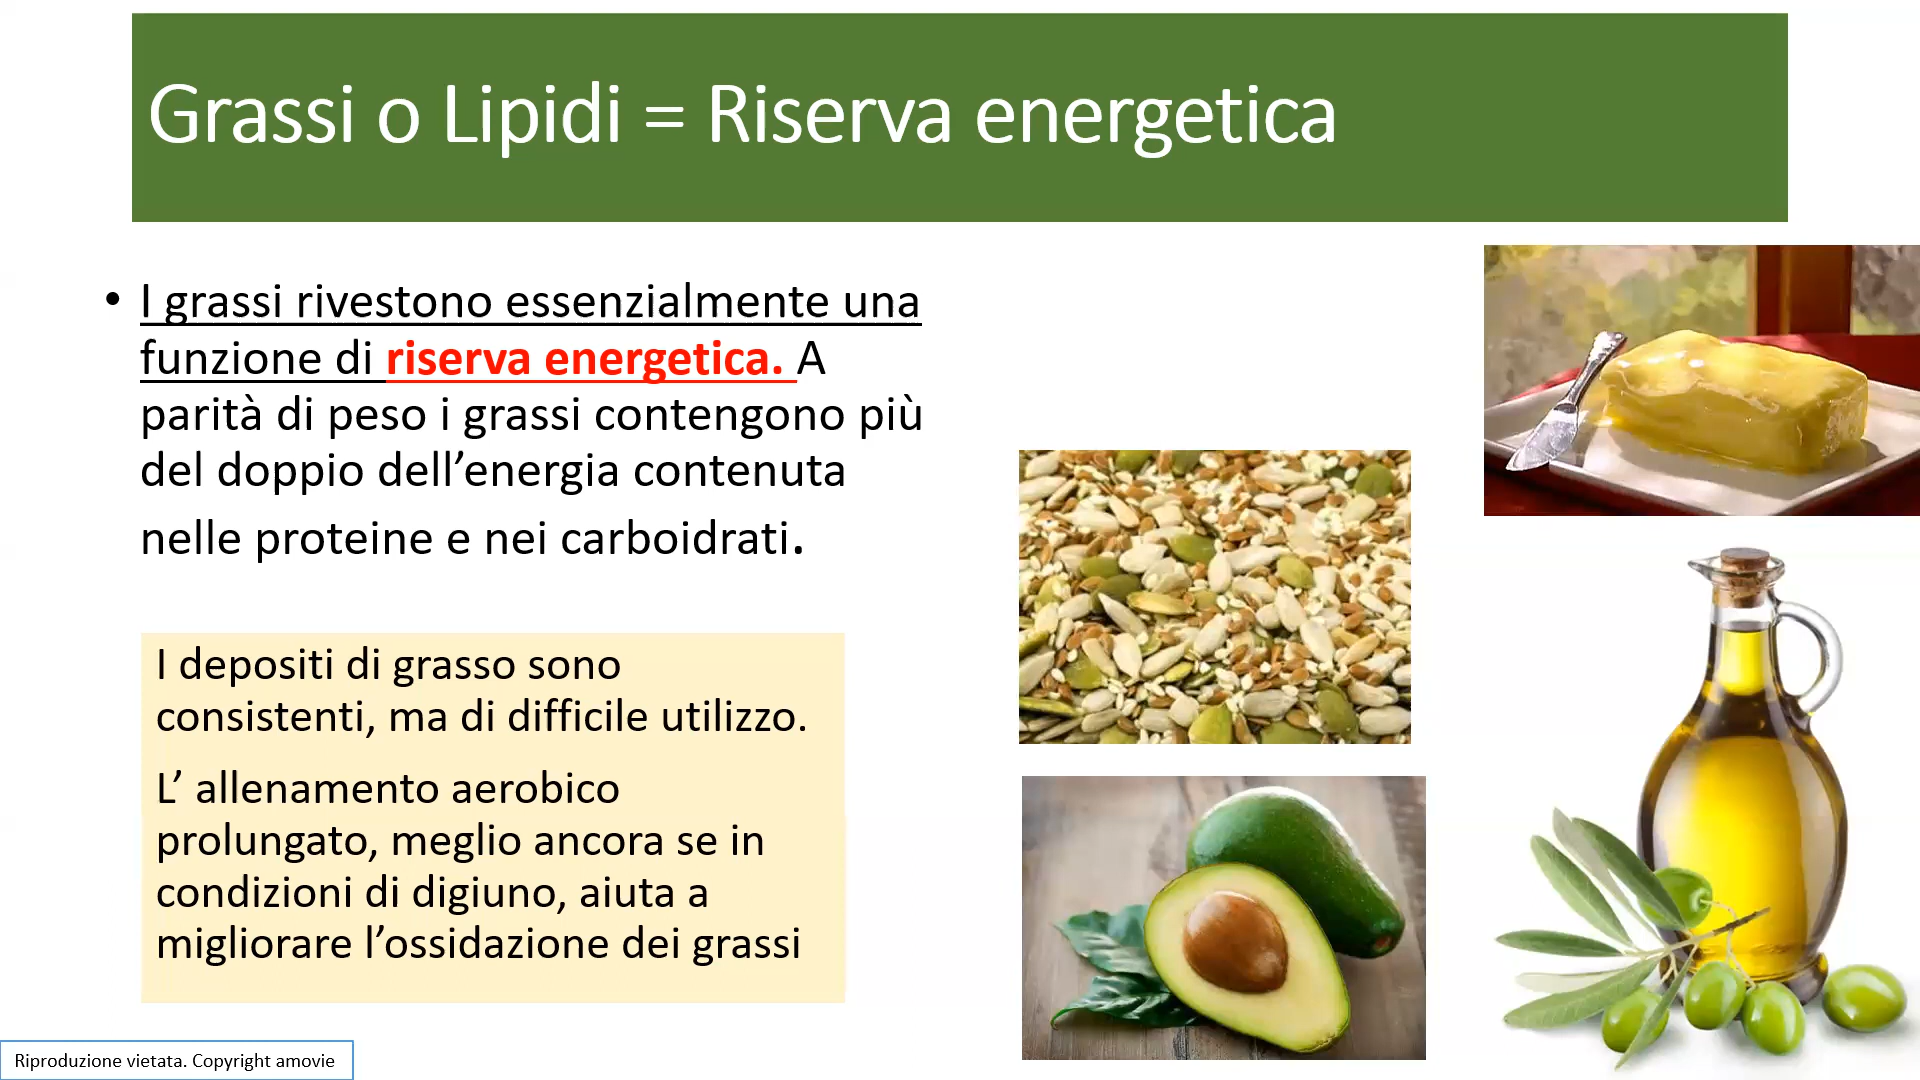 Grassi o Lipidi = Riserva energetica
• I grassi rivestono essenzialmente una
funzione di riserva energetica. A
parità di peso i grassi contengono più
del doppio dell’energia contenuta
nelle proteine e nei carboidrati.
I depositi di grasso sono
consistenti, ma di difficile utilizzo.
L’ allenamento aerobico
prolungato, meglio ancora se in
condizioni di digiuno, aiuta a
migliorare l’ossidazione dei grassi
Riproduzione vietata. Copyright amovie